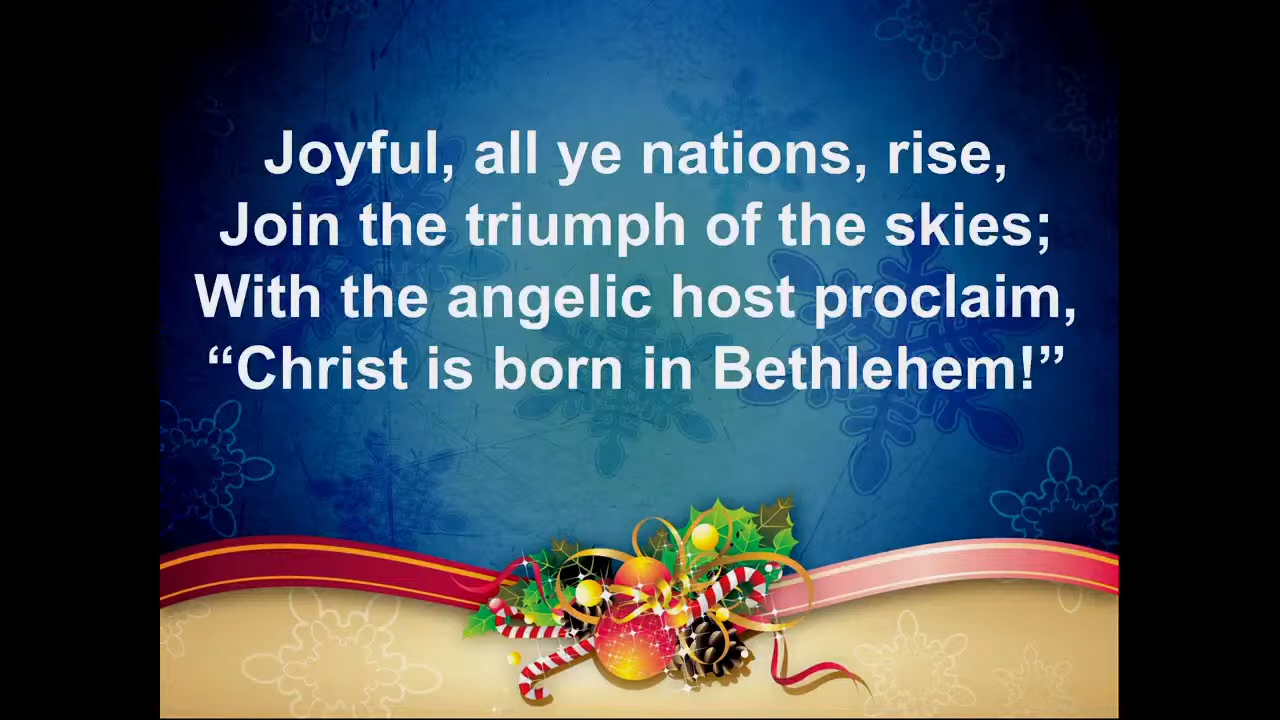 Joyful, all ye nations, rise,
Join the triumph of the skies;
With the angelic host proclaim,
“Christ is born in Bethlehem!”